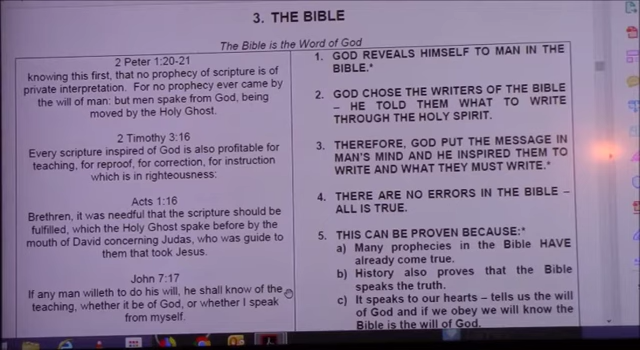 3. THE BIBLE
The Bible is the Word of God
2 Peter 1:20-21
knowing this first, that no prophecy of scripture is of
private interpretation. For no prophecy ever came by
the will of man: but men spake from God, being
moved by the Holy Ghost.
2 Timothy 3:16
Every scripture inspired of God is also profitable for
teaching, for reproof, for correction, for instruction
which is in righteousness:
Acts 1:16
Brethren, it was needful that the scripture should be
fulfilled, which the Holy Ghost spake before by the
mouth of David concerning Judas, who was guide to
them that took Jesus.
John 7:17
If any man willeth to do his will, he shall know of the
teaching, whether it be of God, or whether I speak
from myself.
1. GOD REVEALS HIMSELF TO MAN IN THE
BIBLE.*
2. GOD CHOSE THE WRITERS OF THE BIBLE
– HE TOLD THEM WHAT TO WRITE
THROUGH THE HOLY SPIRIT.
3. THEREFORE, GOD PUT THE MESSAGE IN
MAN'S MIND AND HE INSPIRED THEM TO
WRITE AND WHAT THEY MUST WRITE.*
4. THERE ARE NO ERRORS IN THE BIBLE –
ALL IS TRUE.
5. THIS CAN BE PROVEN BECAUSE:*
a) Many prophecies in the Bible HAVE
already come true.
b) History also proves that the Bible
speaks the truth.
c) It speaks to our hearts – tells us the will
of God and if we obey we will know the
Bible is the will of God.